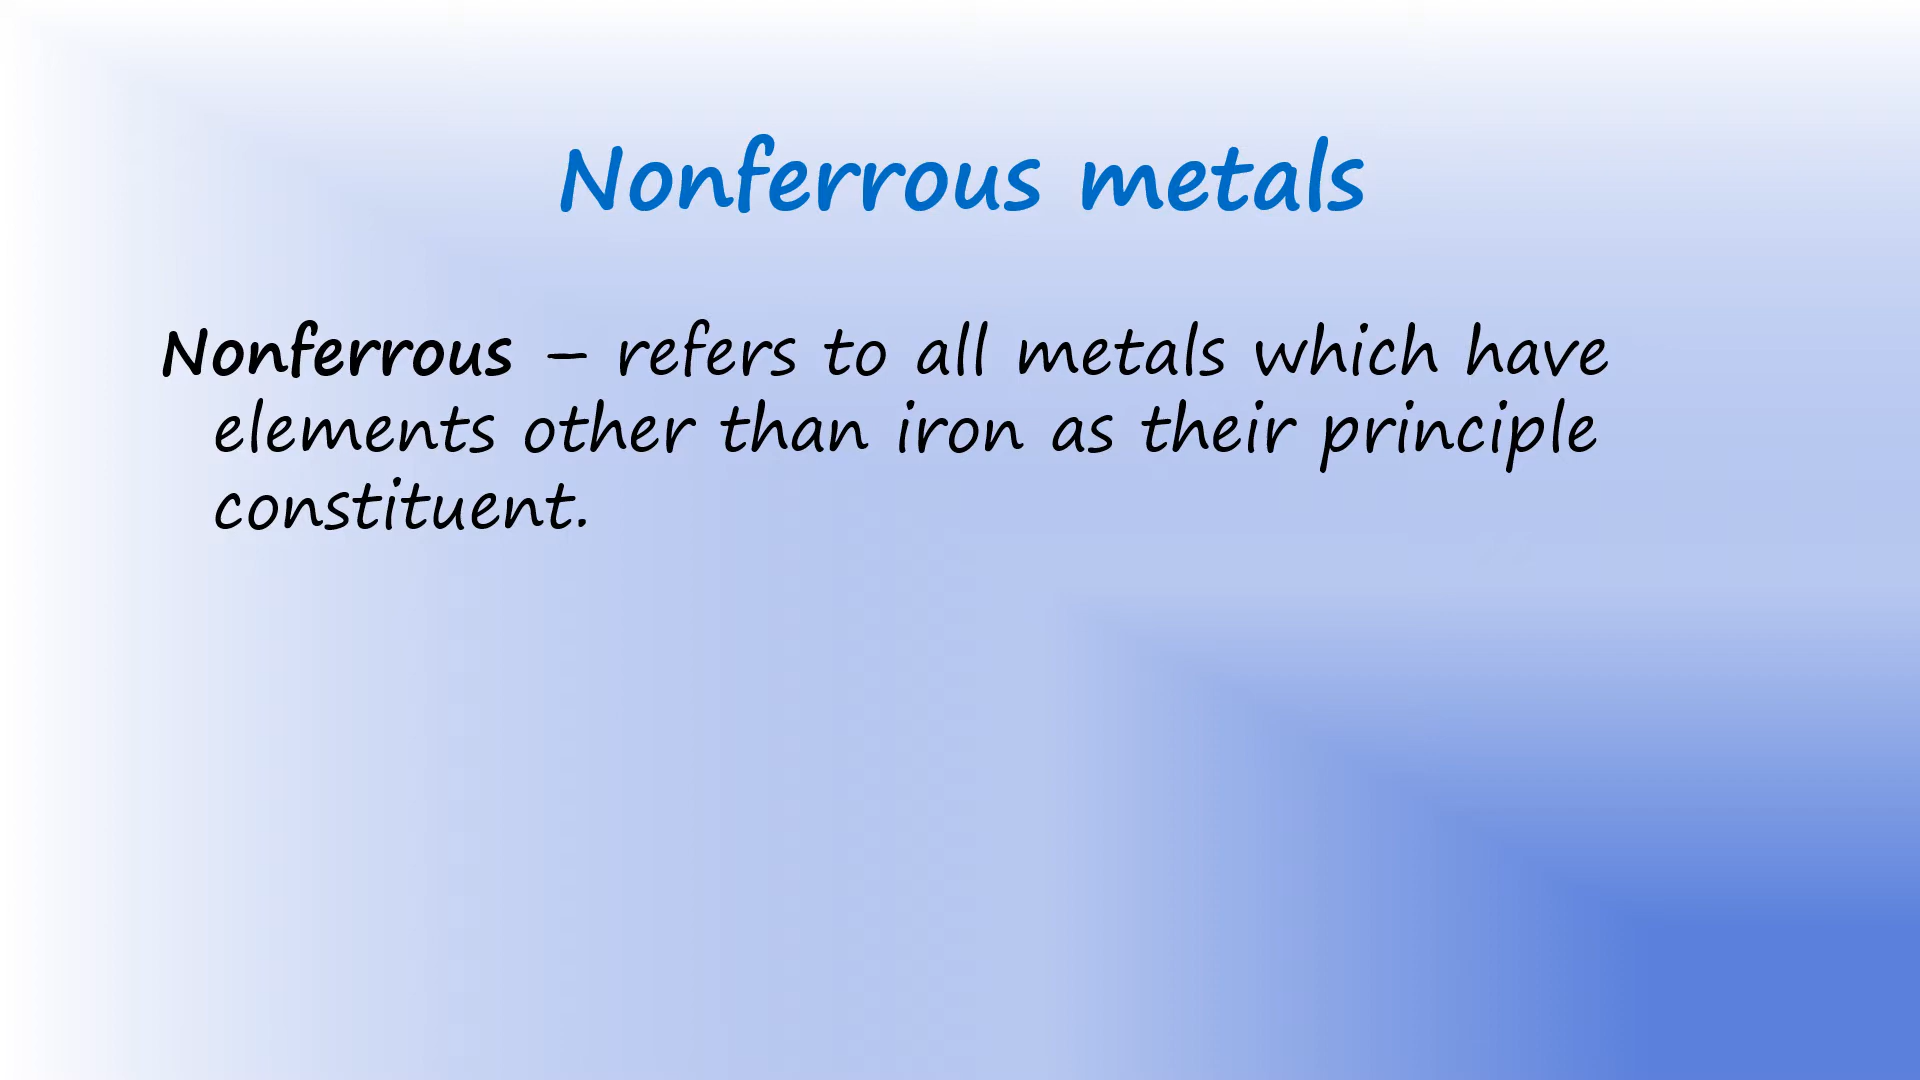 Nonferrous metals
Nonferrous – refers to all metals which have
elements other than iron as their principle
constituent.